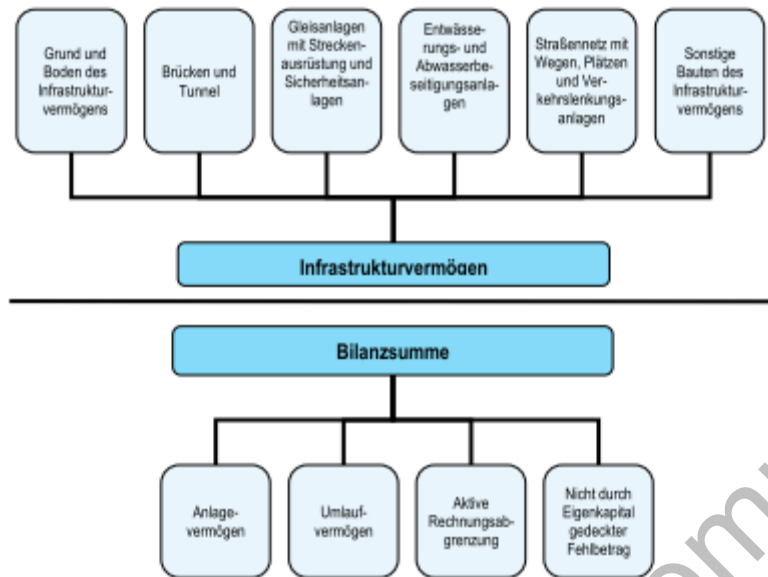 Grund und
Boden des
Infrastruktur-
vermögens
Brücken und
Tunnel
Gleisanlagen
mit Strecken-
ausrüstung und
Sicherheitsan-
lagen
Entwässe-
rungs- und
Abwasserbe-
seitigungsanla-
gen
Straßennetz mit
Wegen, Plätzen
und Ver-
kehrslenkungs-
anlagen
Sonstige
Bauten des
Infrastruktur-
vermögens
Infrastrukturvermögen
Bilanzsumme
Anlage-
vermögen
Umlauf-
vermögen
Aktive
Rechnungsab-
grenzung
Nicht durch
Eigenkapital
gedeckter
Fehlbetrag